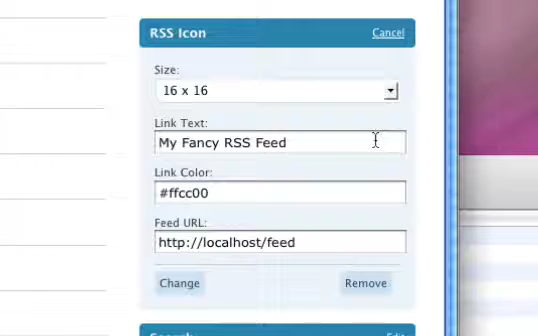 RSS Icon Cancel
Size:
16 x 16
Link Text:
My Fancy RSS Feed
Link Color:
#ffcc00
Feed URL:
http://localhost/feed
Change Remove